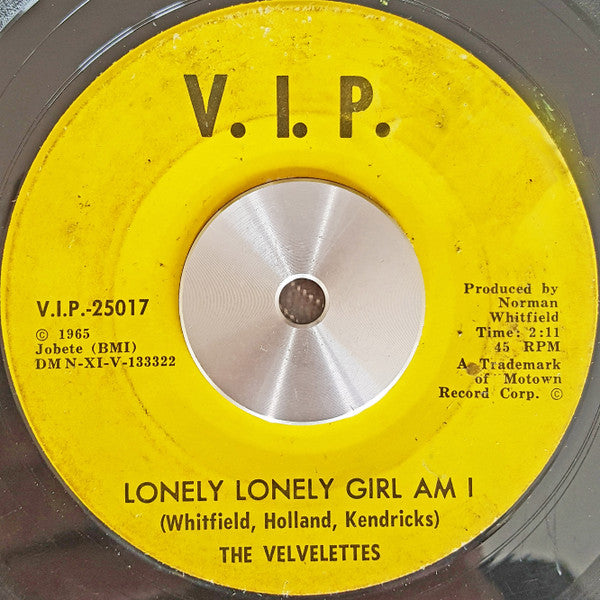 V. I. P.
V.I.P.-25017
© 1965
Jobete (BMI)
DM N-XI-V-133322
Produced by
Norman
Whitfield
Time: 2:11
45 RPM
A Trademark
of Motown
Record Corp. ©
LONELY LONELY GIRL AM I
(Whitfield, Holland, Kendricks)
THE VELVELETTES